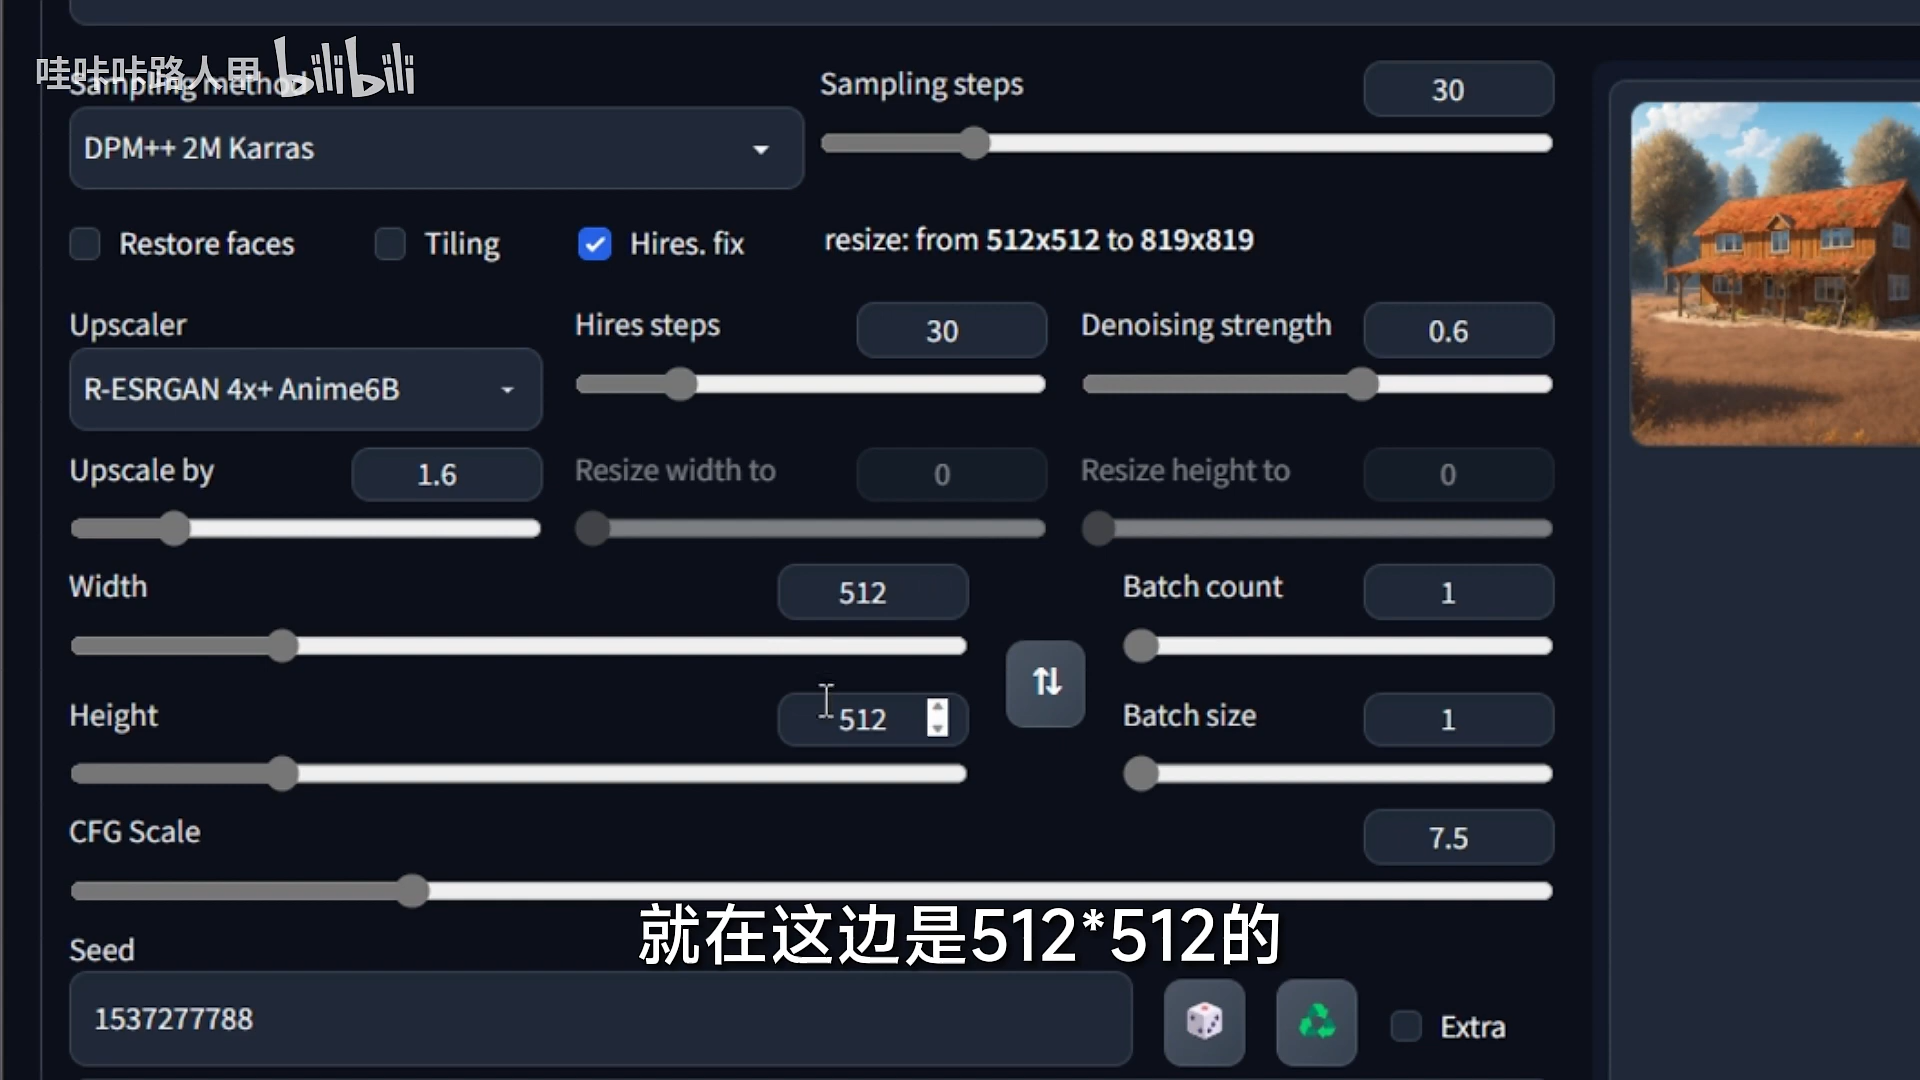 哇咔咔路人甲 bilibili
Sampling method
DPM++ 2M Karras
Sampling steps
30
Restore faces
Tiling
Hires. fix
resize: from 512x512 to 819x819
Upscaler
R-ESRGAN 4x+ Anime6B
Hires steps
30
Denoising strength
0.6
Upscale by
1.6
Resize width to
0
Resize height to
0
Width
512
Batch count
1
Height
512
Batch size
1
CFG Scale
7.5
就在这边是512*512的
Seed
1537277788
Extra